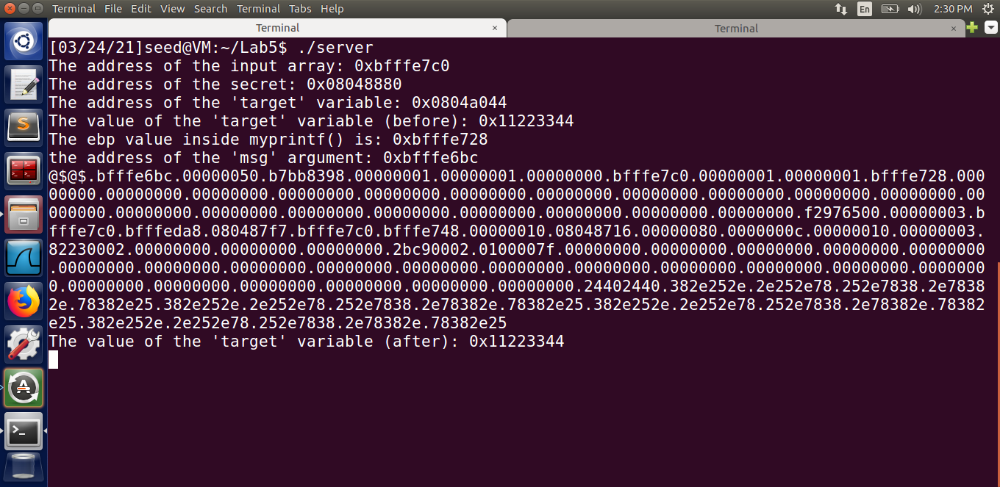 Terminal File Edit View Search Terminal Tabs Help En 2:30 PM
Terminal × Terminal ×
[03/24/21]seed@VM:~/Lab5$ ./server
The address of the input array: 0xbfffe7c0
The address of the secret: 0x08048880
The address of the 'target' variable: 0x0804a044
The value of the 'target' variable (before): 0x11223344
The ebp value inside myprintf() is: 0xbfffe728
the address of the 'msg' argument: 0xbfffe6bc
@$@$.bfffe6bc.00000050.b7bb8398.00000001.00000001.00000000.bfffe7c0.00000001.00000001.bfffe728.000
00000.00000000.00000000.00000000.00000000.00000000.00000000.00000000.00000000.00000000.00000000.00
000000.00000000.00000000.00000000.00000000.00000000.00000000.00000000.00000000.f2976500.00000003.b
fffe7c0.bfffeda8.080487f7.bfffe7c0.bfffe748.00000010.08048716.00000080.0000000c.00000010.00000003.
82230002.00000000.00000000.00000000.2bc90002.0100007f.00000000.00000000.00000000.00000000.00000000
.00000000.00000000.00000000.00000000.00000000.00000000.00000000.00000000.00000000.00000000.0000000
0.00000000.00000000.00000000.00000000.00000000.00000000.24402440.382e252e.2e252e78.252e7838.2e7838
2e.78382e25.382e252e.2e252e78.252e7838.2e78382e.78382e25.382e252e.2e252e78.252e7838.2e78382e.78382
e25.382e252e.2e252e78.252e7838.2e78382e.78382e25
The value of the 'target' variable (after): 0x11223344